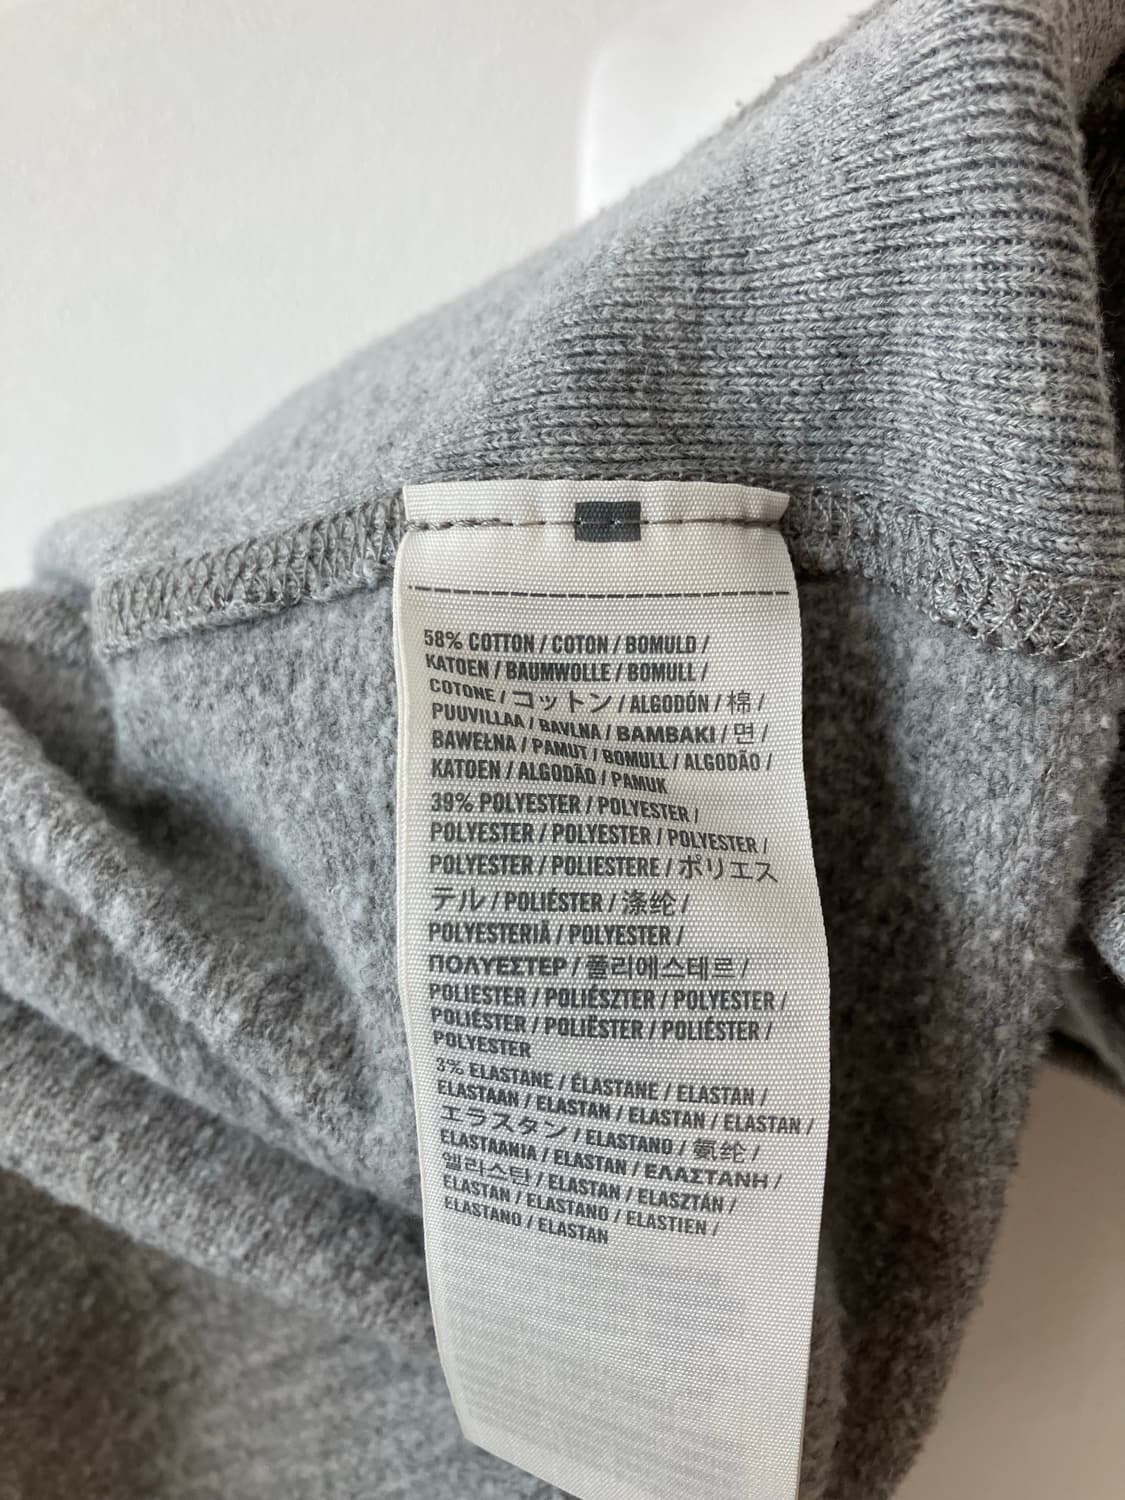 58% COTTON / COTON / BOMULD /
KATOEN / BAUMWOLLE / BOMULL /
COTONE / コットン / ALGODÓN / 棉 /
PUUVILLAA / BAVLNA / BAMBAKI / 면 /
BAWEŁNA / PAMUT / BOMULL / ALGODÃO /
KATOEN / ALGODÃO / PAMUK
39% POLYESTER / POLYESTER /
POLYESTER / POLYESTER / POLYESTER /
POLYESTER / POLIESTERE / ポリエス
テル / POLIÉSTER / 涤纶 /
POLYESTERIÄ / POLYESTER /
ΠΟΛΥΕΣΤΕΡ / 폴리에스테르 /
POLIESTER / POLIÉSZTER / POLYESTER /
POLIÉSTER / POLIËSTER / POLIÉSTER /
POLYESTER
3% ELASTANE / ÉLASTANE / ELASTAN /
ELASTAAN / ELASTAN / ELASTAN / ELASTAN /
エラスタン / ELASTANO / 氨纶 /
ELASTAANIA / ELASTAN / ΕΛΑΣΤΑΝΗ /
엘라스탄 / ELASTAN / ELASZTÁN /
ELASTAN / ELASTANO / ELASTIEN /
ELASTANO / ELASTAN